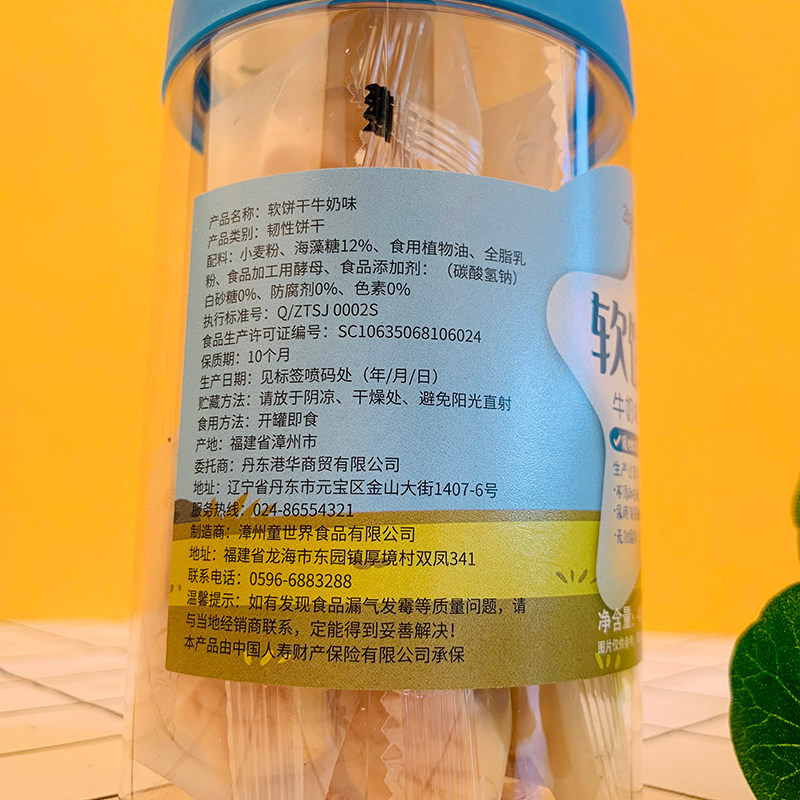 产品名称：软饼干牛奶味
产品类别：韧性饼干
配料：小麦粉、海藻糖12%、食用植物油、全脂乳
粉、食品加工用酵母、食品添加剂：（碳酸氢钠）
白砂糖0%、防腐剂0%、色素0%
执行标准号：Q/ZTSJ 0002S
食品生产许可证编号：SC10635068106024
保质期：10个月
生产日期：见标签喷码处（年/月/日）
贮藏方法：请放于阴凉、干燥处、避免阳光直射
食用方法：开罐即食
产地：福建省漳州市
委托商：丹东港华商贸有限公司
地址：辽宁省丹东市元宝区金山大街1407-6号
服务热线：024-86554321
制造商：漳州童世界食品有限公司
地址：福建省龙海市东园镇厚境村双凤341
联系电话：0596-6883288
温馨提示：如有发现食品漏气发霉等质量问题，请
与当地经销商联系，定能得到妥善解决！
本产品由中国人寿财产保险有限公司承保
软
牛奶
生产
净含量：